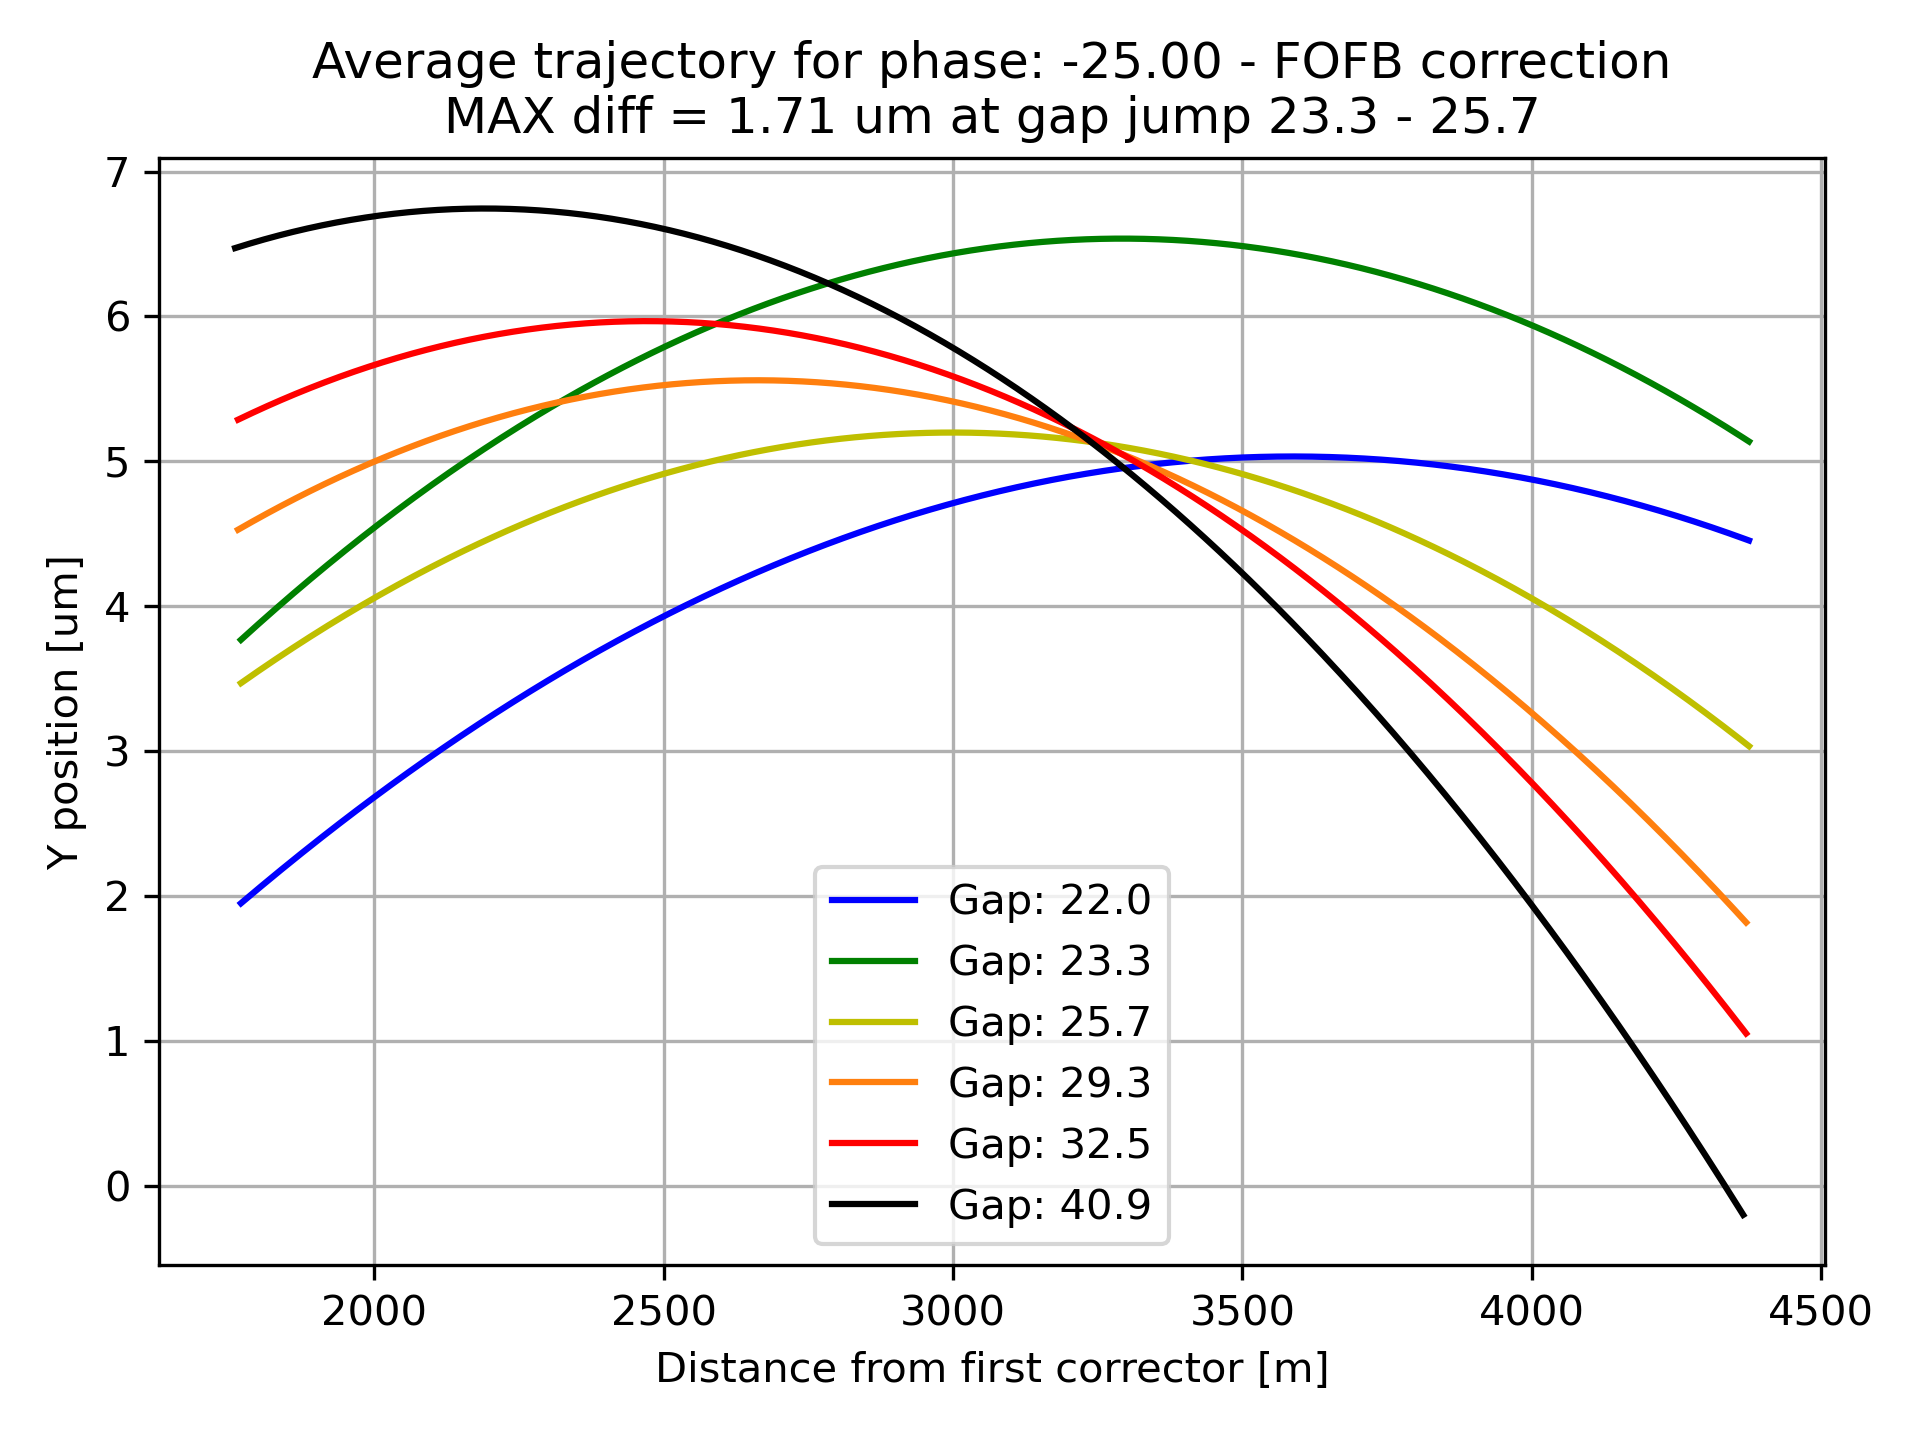 Average trajectory for phase: -25.00 - FOFB correction
MAX diff = 1.71 um at gap jump 23.3 - 25.7
7
6
5
4
3
2
1
0
Y position [um]
Gap: 22.0
Gap: 23.3
Gap: 25.7
Gap: 29.3
Gap: 32.5
Gap: 40.9
2000 2500 3000 3500 4000 4500
Distance from first corrector [m]